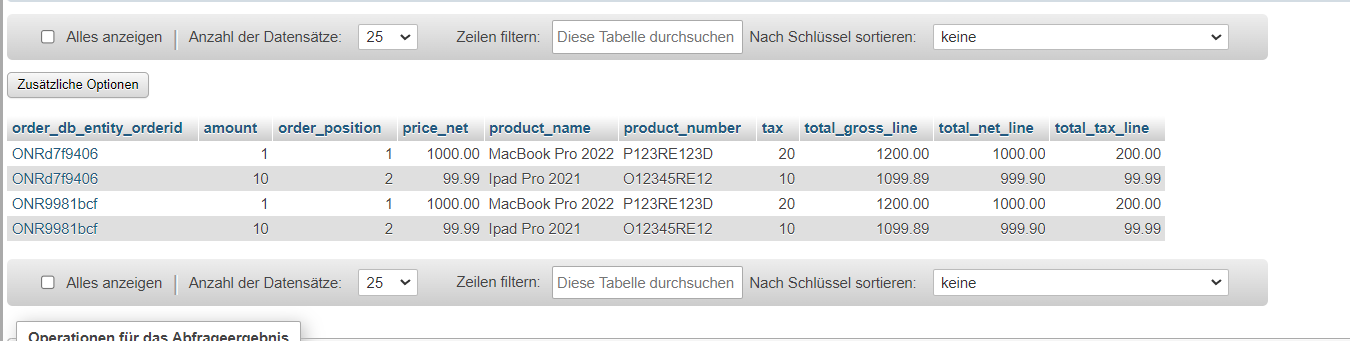 Alles anzeigen | Anzahl der Datensätze: 25 Zeilen filtern: Diese Tabelle durchsuchen Nach Schlüssel sortieren: keine
Zusätzliche Optionen
order_db_entity_orderid amount order_position price_net product_name product_number tax total_gross_line total_net_line total_tax_line
ONRd7f9406 1 1 1000.00 MacBook Pro 2022 P123RE123D 20 1200.00 1000.00 200.00
ONRd7f9406 10 2 99.99 Ipad Pro 2021 O12345RE12 10 1099.89 999.90 99.99
ONR9981bcf 1 1 1000.00 MacBook Pro 2022 P123RE123D 20 1200.00 1000.00 200.00
ONR9981bcf 10 2 99.99 Ipad Pro 2021 O12345RE12 10 1099.89 999.90 99.99
Alles anzeigen | Anzahl der Datensätze: 25 Zeilen filtern: Diese Tabelle durchsuchen Nach Schlüssel sortieren: keine
Operationen für das Abfrageergebnis